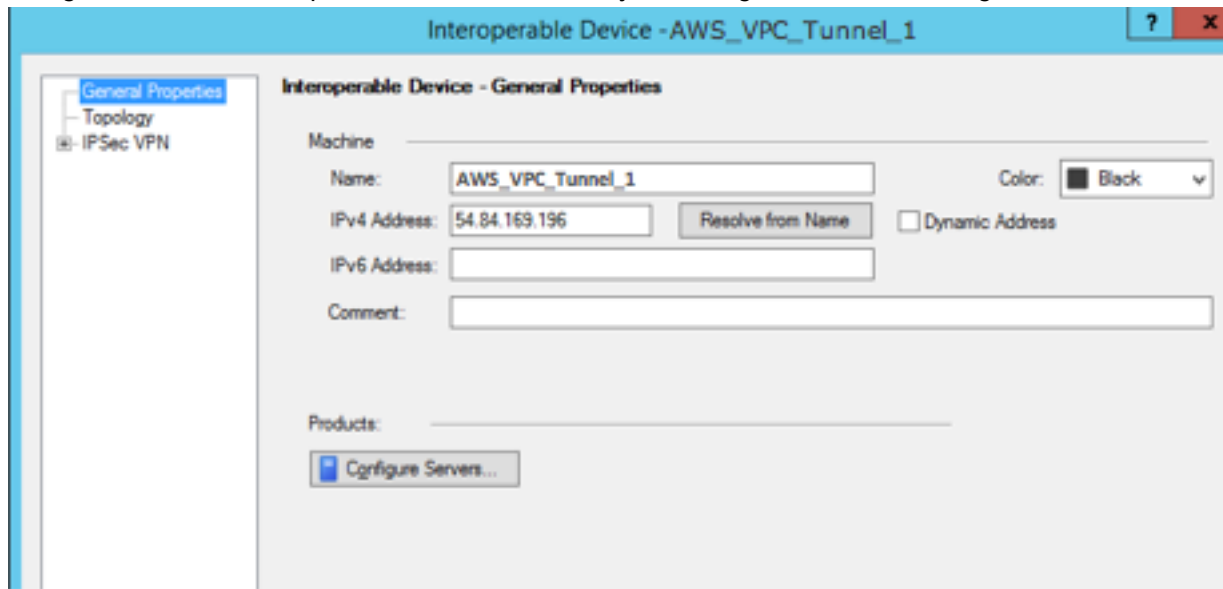 Interoperable Device -AWS_VPC_Tunnel_1
? x
General Properties
Topology
IPSec VPN
Interoperable Device - General Properties
Machine
Name: AWS_VPC_Tunnel_1 Color: Black
IPv4 Address: 54.84.169.196 Resolve from Name Dynamic Address
IPv6 Address:
Comment:
Products:
Configure Servers...